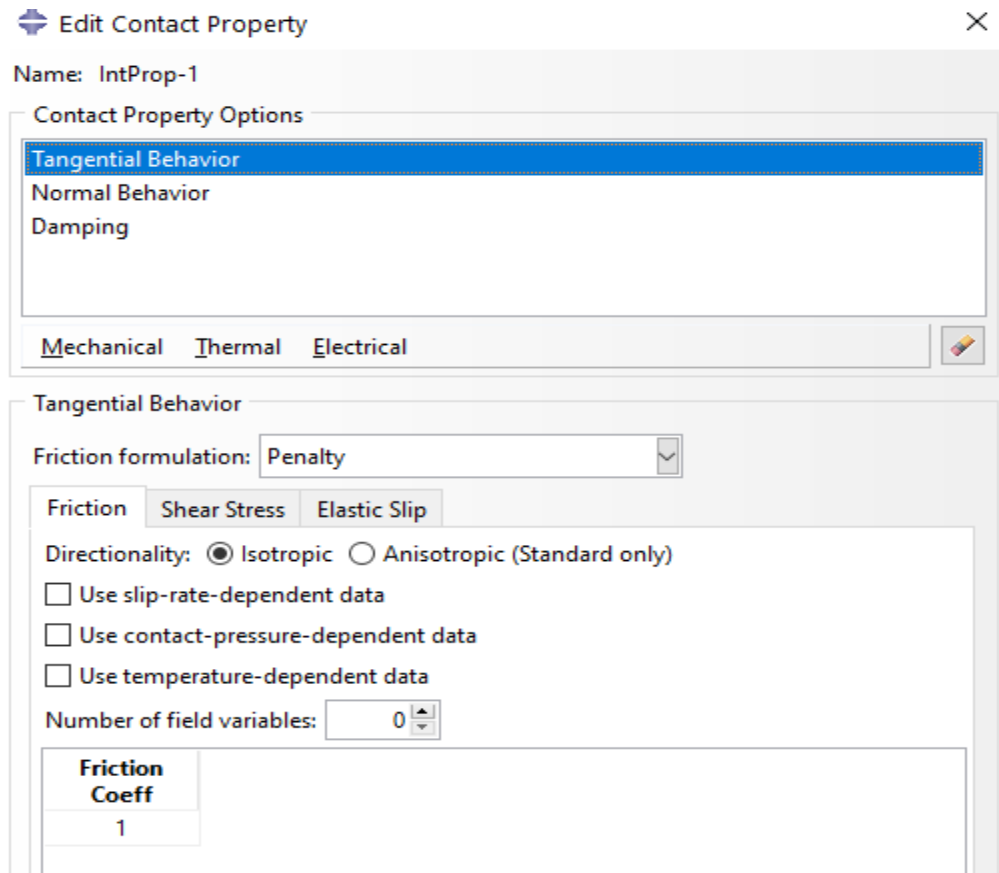 Edit Contact Property
Name: IntProp-1
Contact Property Options
Tangential Behavior
Normal Behavior
Damping
Mechanical Thermal Electrical
Tangential Behavior
Friction formulation: Penalty
Friction Shear Stress Elastic Slip
Directionality: Isotropic Anisotropic (Standard only)
Use slip-rate-dependent data
Use contact-pressure-dependent data
Use temperature-dependent data
Number of field variables: 0
Friction
Coeff
1